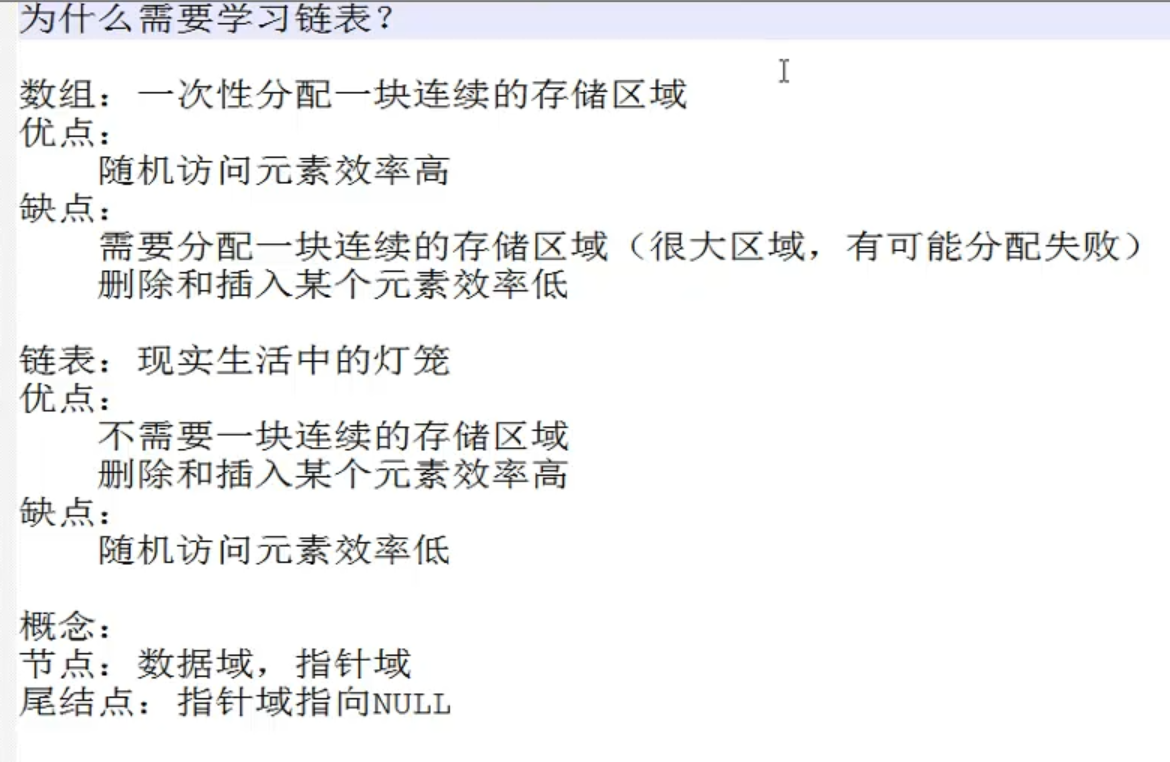 为什么需要学习链表？
数组：一次性分配一块连续的存储区域
优点：
随机访问元素效率高
缺点：
需要分配一块连续的存储区域（很大区域，有可能分配失败）
删除和插入某个元素效率低
链表：现实生活中的灯笼
优点：
不需要一块连续的存储区域
删除和插入某个元素效率高
缺点：
随机访问元素效率低
概念：
节点：数据域，指针域
尾结点：指针域指向NULL